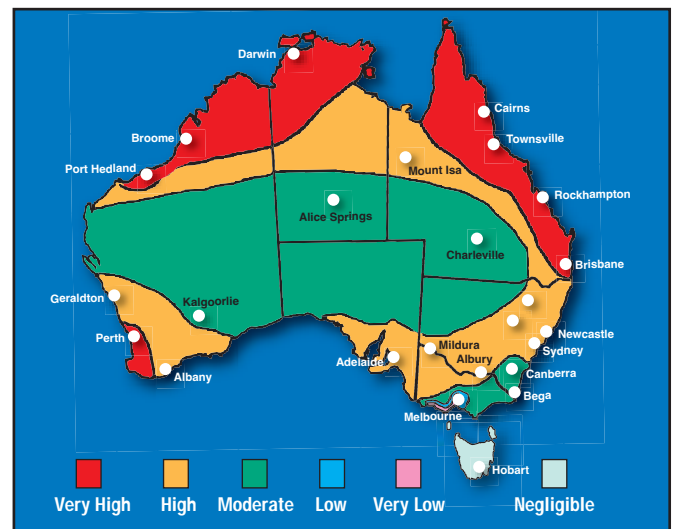 Darwin
Cairns
Broome
Townsville
Port Hedland
Mount Isa
Rockhampton
Alice Springs
Charleville
Brisbane
Geraldton
Kalgoorlie
Perth
Mildura
Newcastle
Sydney
Adelaide
Albury
Albany
Canberra
Bega
Melbourne
Hobart
Very High
High
Moderate
Low
Very Low
Negligible